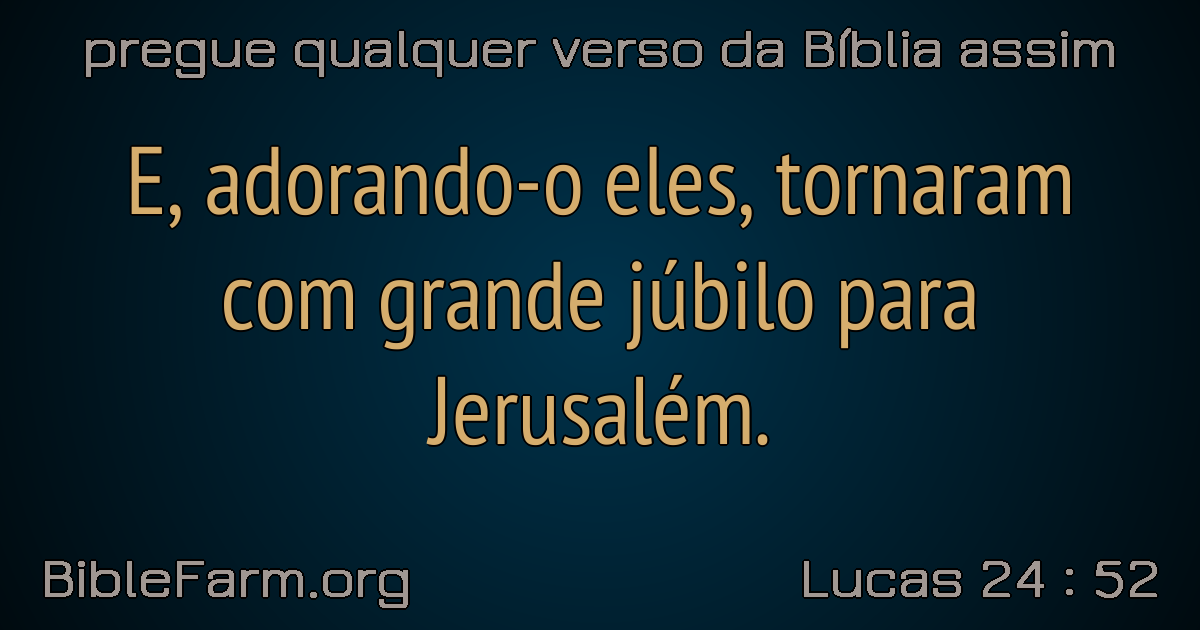 pregue qualquer verso da Bíblia assim
E, adorando-o eles, tornaram
com grande júbilo para
Jerusalém.
BibleFarm.org
Lucas 24 : 52